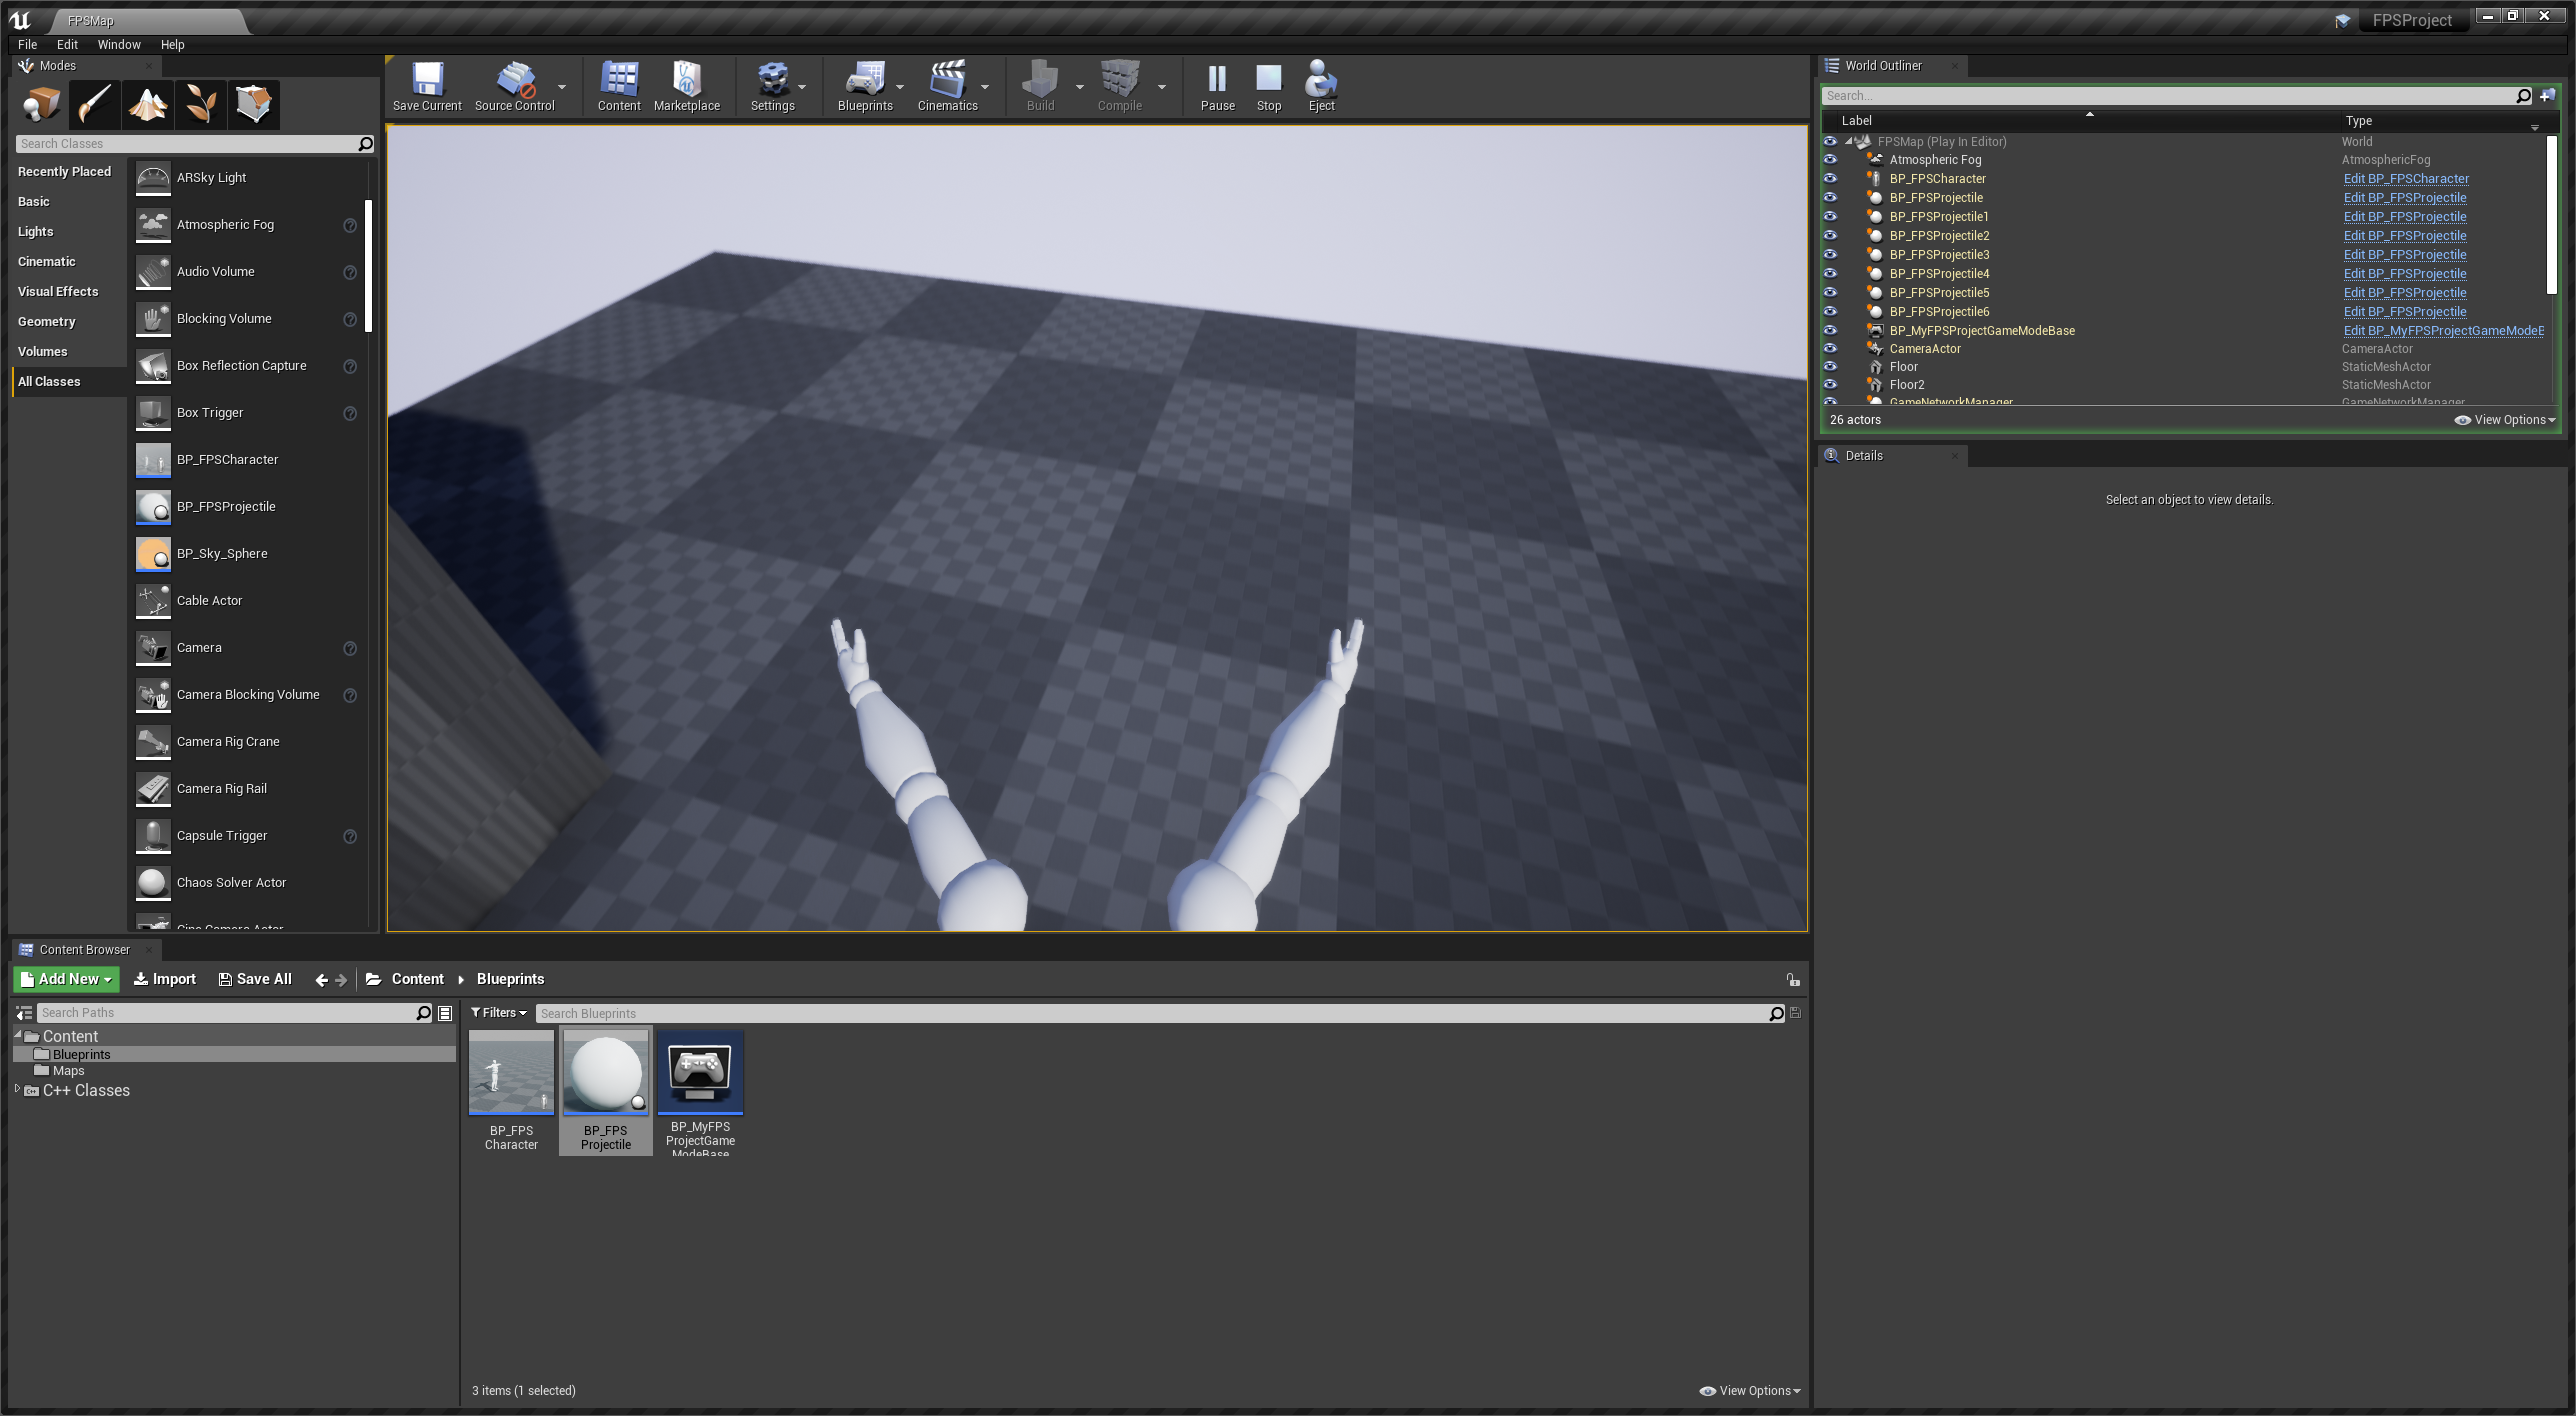 FPSMap
FPSProject
File Edit Window Help
Modes
Search Classes
Recently Placed
Basic
Lights
Cinematic
Visual Effects
Geometry
Volumes
All Classes
ARSky Light
Atmospheric Fog
Audio Volume
Blocking Volume
Box Reflection Capture
Box Trigger
BP_FPSCharacter
BP_FPSProjectile
BP_Sky_Sphere
Cable Actor
Camera
Camera Blocking Volume
Camera Rig Crane
Camera Rig Rail
Capsule Trigger
Chaos Solver Actor
Cine Camera Actor
Save Current Source Control Content Marketplace Settings Blueprints Cinematics Build Compile Pause Stop Eject
World Outliner
Search...
Label Type
FPSMap (Play In Editor) World
Atmospheric Fog AtmosphericFog
BP_FPSCharacter Edit BP_FPSCharacter
BP_FPSProjectile Edit BP_FPSProjectile
BP_FPSProjectile1 Edit BP_FPSProjectile
BP_FPSProjectile2 Edit BP_FPSProjectile
BP_FPSProjectile3 Edit BP_FPSProjectile
BP_FPSProjectile4 Edit BP_FPSProjectile
BP_FPSProjectile5 Edit BP_FPSProjectile
BP_FPSProjectile6 Edit BP_FPSProjectile
BP_MyFPSProjectGameModeBase Edit BP_MyFPSProjectGameModeE
CameraActor CameraActor
Floor StaticMeshActor
Floor2 StaticMeshActor
GameNetworkManager GameNetworkManager
26 actors View Options
Details
Select an object to view details.
Content Browser
Add New Import Save All Content Blueprints
Search Paths
Content
Blueprints
Maps
C++ Classes
Filters Search Blueprints
BP_FPS
Character
BP_FPS
Projectile
BP_MyFPS
ProjectGame
ModeBase
3 items (1 selected) View Options